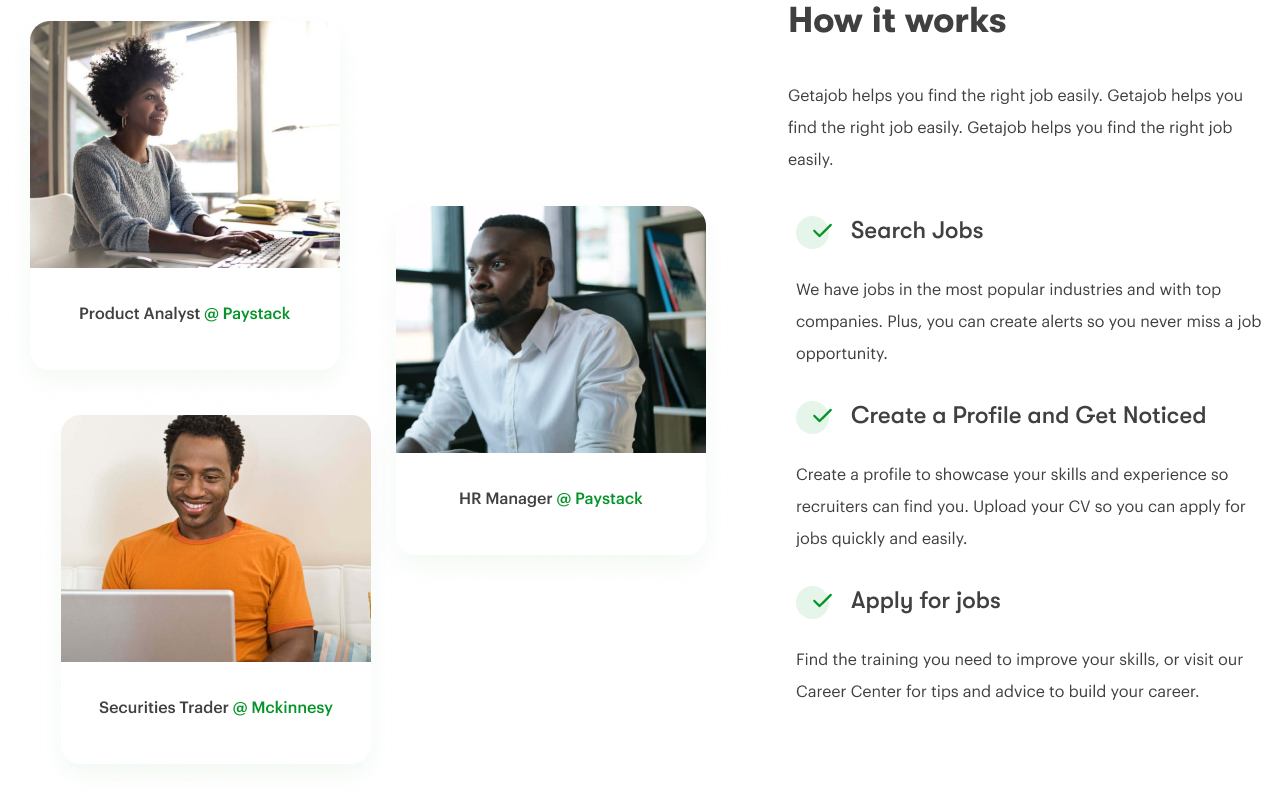 How it works
Getajob helps you find the right job easily. Getajob helps you
find the right job easily. Getajob helps you find the right job
easily.
Search Jobs
We have jobs in the most popular industries and with top
companies. Plus, you can create alerts so you never miss a job
opportunity.
Create a Profile and Get Noticed
Create a profile to showcase your skills and experience so
recruiters can find you. Upload your CV so you can apply for
jobs quickly and easily.
Apply for jobs
Find the training you need to improve your skills, or visit our
Career Center for tips and advice to build your career.
Product Analyst @ Paystack
HR Manager @ Paystack
Securities Trader @ Mckinnesy